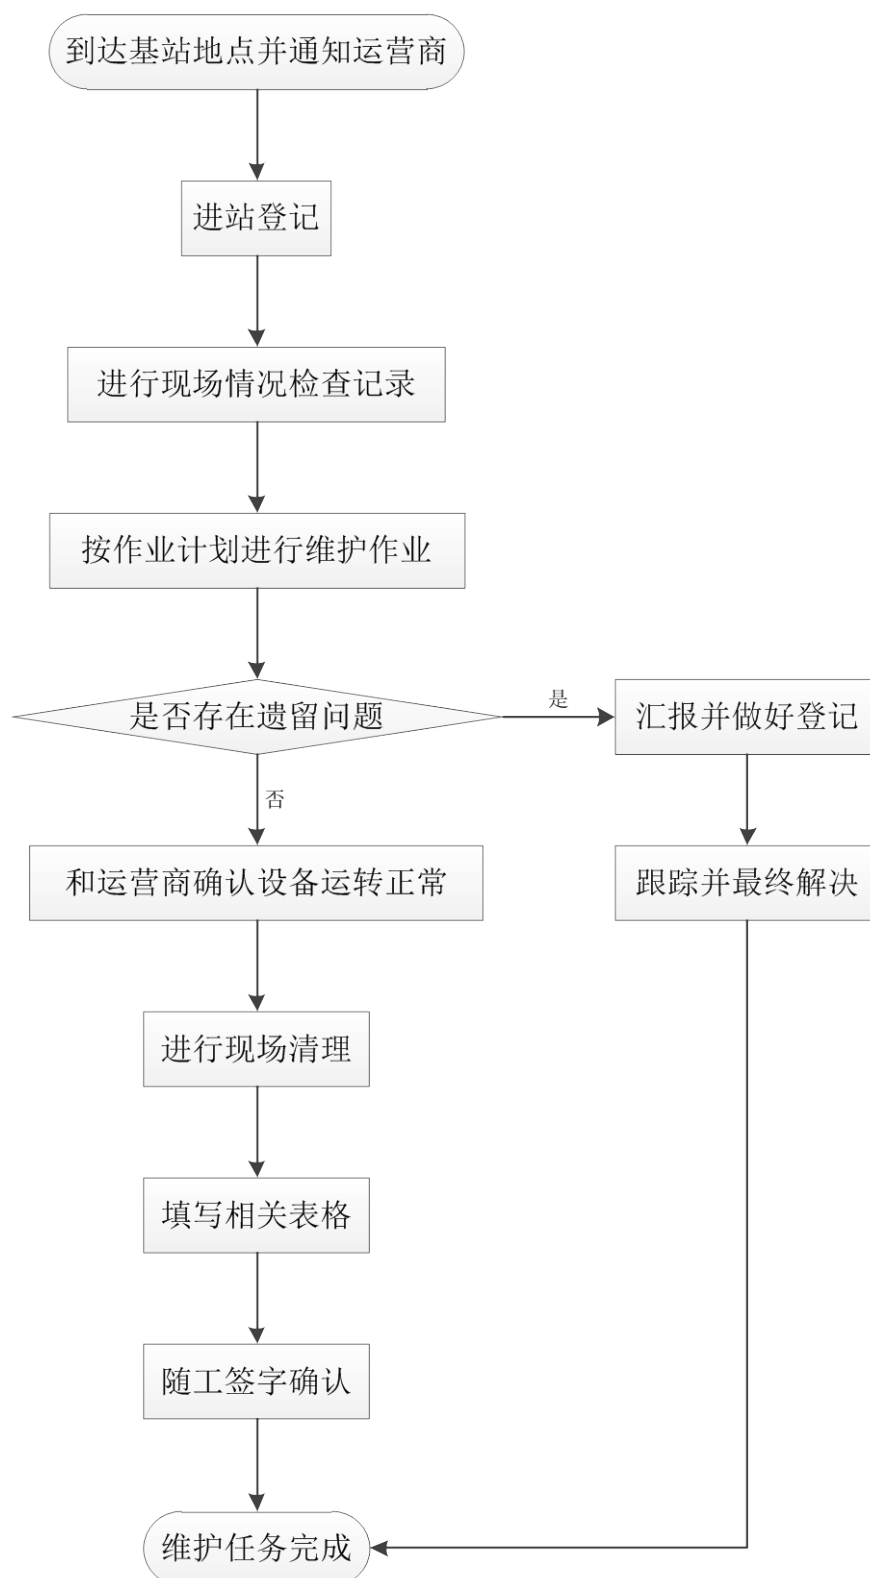 到达基站地点并通知运营商
进站登记
进行现场情况检查记录
按作业计划进行维护作业
是否存在遗留问题
是
汇报并做好登记
否
和运营商确认设备运转正常
跟踪并最终解决
进行现场清理
填写相关表格
随工签字确认
维护任务完成